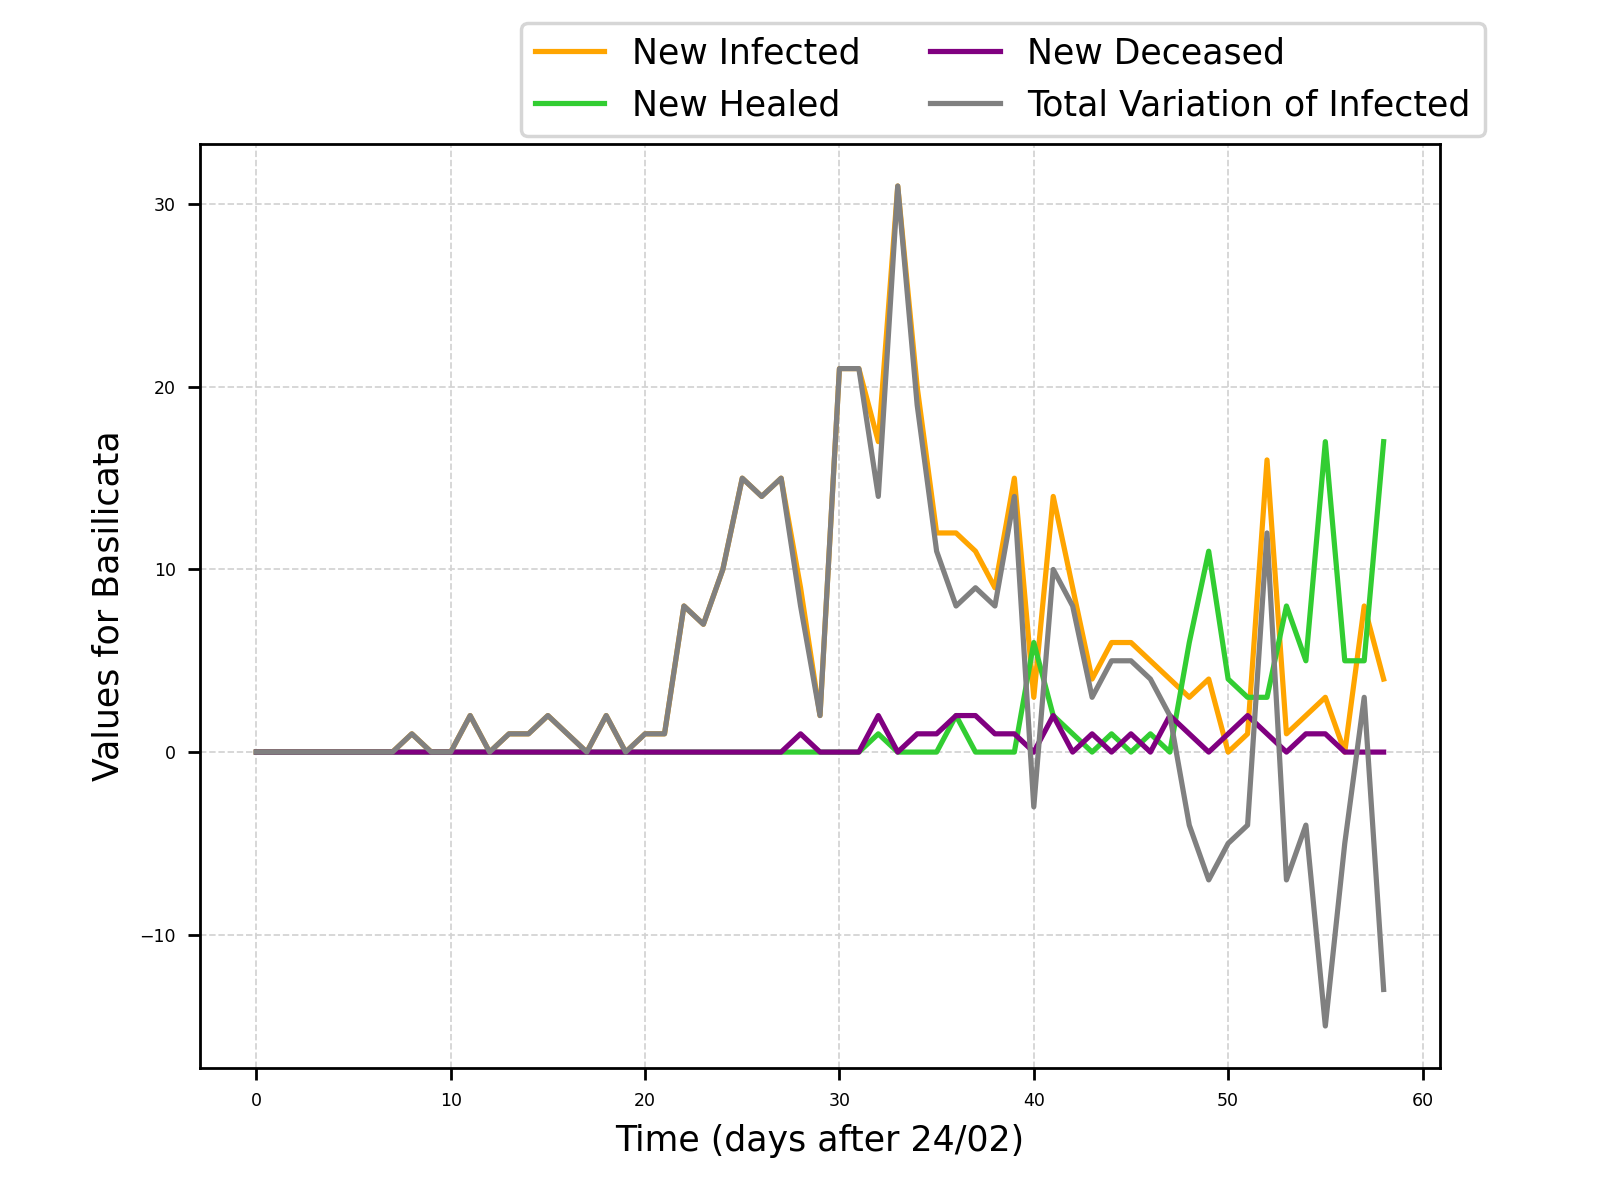 New Infected
New Healed
New Deceased
Total Variation of Infected
30
20
10
0
−10
Values for Basilicata
0 10 20 30 40 50 60
Time (days after 24/02)